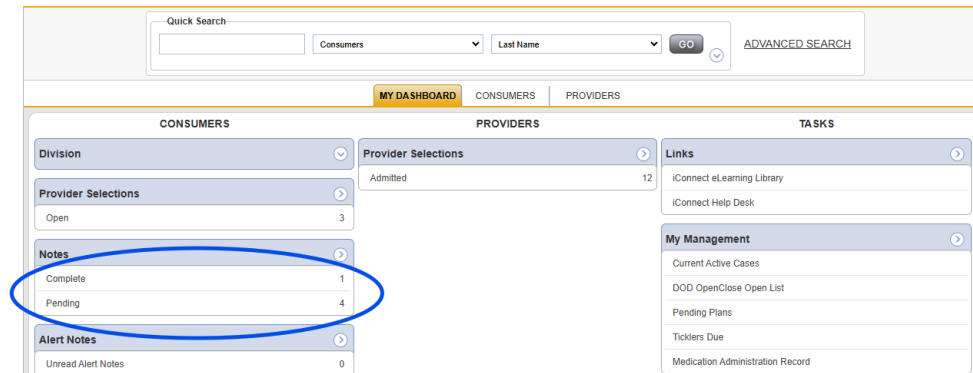 Quick Search
Consumers
Last Name
GO
ADVANCED SEARCH
MY DASHBOARD
CONSUMERS
PROVIDERS
CONSUMERS
Division
Provider Selections
Open 3
Notes
Complete 1
Pending 4
Alert Notes
Unread Alert Notes 0
PROVIDERS
Provider Selections
Admitted 12
TASKS
Links
iConnect eLearning Library
iConnect Help Desk
My Management
Current Active Cases
DOD OpenClose Open List
Pending Plans
Ticklers Due
Medication Administration Record